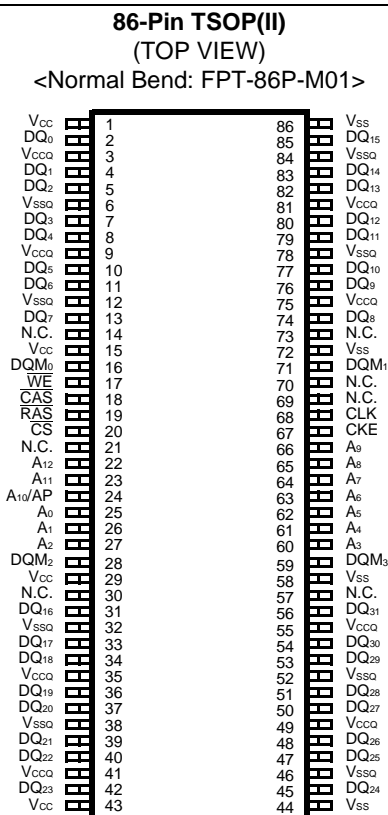 86-Pin TSOP(II)
(TOP VIEW)
<Normal Bend: FPT-86P-M01>
VCC 1 86 VSS
DQ0 2 85 DQ15
VCCQ 3 84 VSSQ
DQ1 4 83 DQ14
DQ2 5 82 DQ13
VSSQ 6 81 VCCQ
DQ3 7 80 DQ12
DQ4 8 79 DQ11
VCCQ 9 78 VSSQ
DQ5 10 77 DQ10
DQ6 11 76 DQ9
VSSQ 12 75 VCCQ
DQ7 13 74 DQ8
N.C. 14 73 N.C.
VCC 15 72 VSS
DQM0 16 71 DQM1
WE 17 70 N.C.
CAS 18 69 N.C.
RAS 19 68 CLK
CS 20 67 CKE
N.C. 21 66 A9
A12 22 65 A8
A11 23 64 A7
A10/AP 24 63 A6
A0 25 62 A5
A1 26 61 A4
A2 27 60 A3
DQM2 28 59 DQM3
VCC 29 58 VSS
N.C. 30 57 N.C.
DQ16 31 56 DQ31
VSSQ 32 55 VCCQ
DQ17 33 54 DQ30
DQ18 34 53 DQ29
VCCQ 35 52 VSSQ
DQ19 36 51 DQ28
DQ20 37 50 DQ27
VSSQ 38 49 VCCQ
DQ21 39 48 DQ26
DQ22 40 47 DQ25
VCCQ 41 46 VSSQ
DQ23 42 45 DQ24
VCC 43 44 VSS